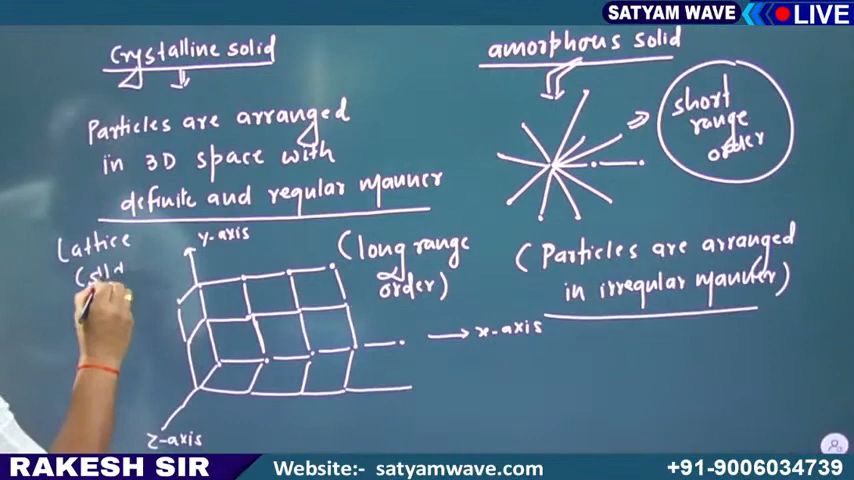 SATYAM WAVE LIVE
Crystalline solid
Particles are arranged
in 3D space with
definite and regular manner
Lattice
y-axis
(long range
order)
x-axis
z-axis
amorphous solid
short
range
order
(Particles are arranged
in irregular manner)
RAKESH SIR
Website:- satyamwave.com
+91-9006034739